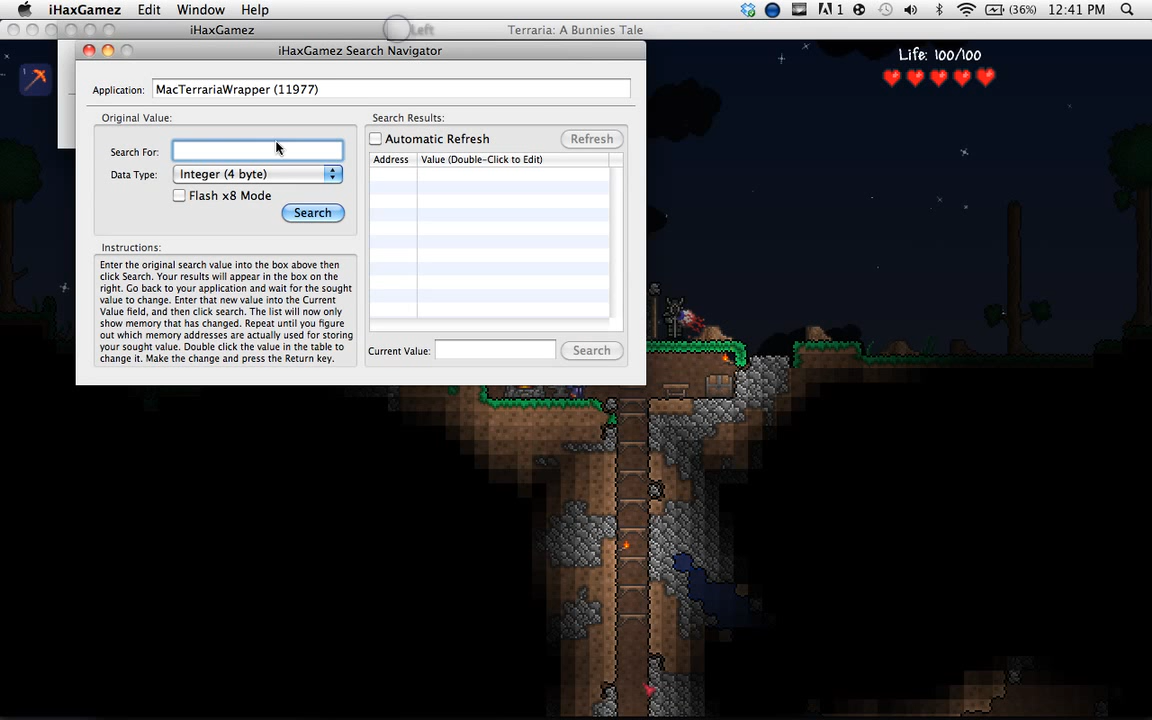 iHaxGamez Edit Window Help
1 (36%) 12:41 PM
iHaxGamez
Left
Terraria: A Bunnies Tale
iHaxGamez Search Navigator
Life: 100/100
Application: MacTerrariaWrapper (11977)
Original Value:
Search For:
Data Type: Integer (4 byte)
Flash x8 Mode
Search
Instructions:
Enter the original search value into the box above then
click Search. Your results will appear in the box on the
right. Go back to your application and wait for the sought
value to change. Enter that new value into the Current
Value field, and then click search. The list will now only
show memory that has changed. Repeat until you figure
out which memory addresses are actually used for storing
your sought value. Double click the value in the table to
change it. Make the change and press the Return key.
Search Results:
Automatic Refresh Refresh
Address Value (Double-Click to Edit)
Current Value: Search